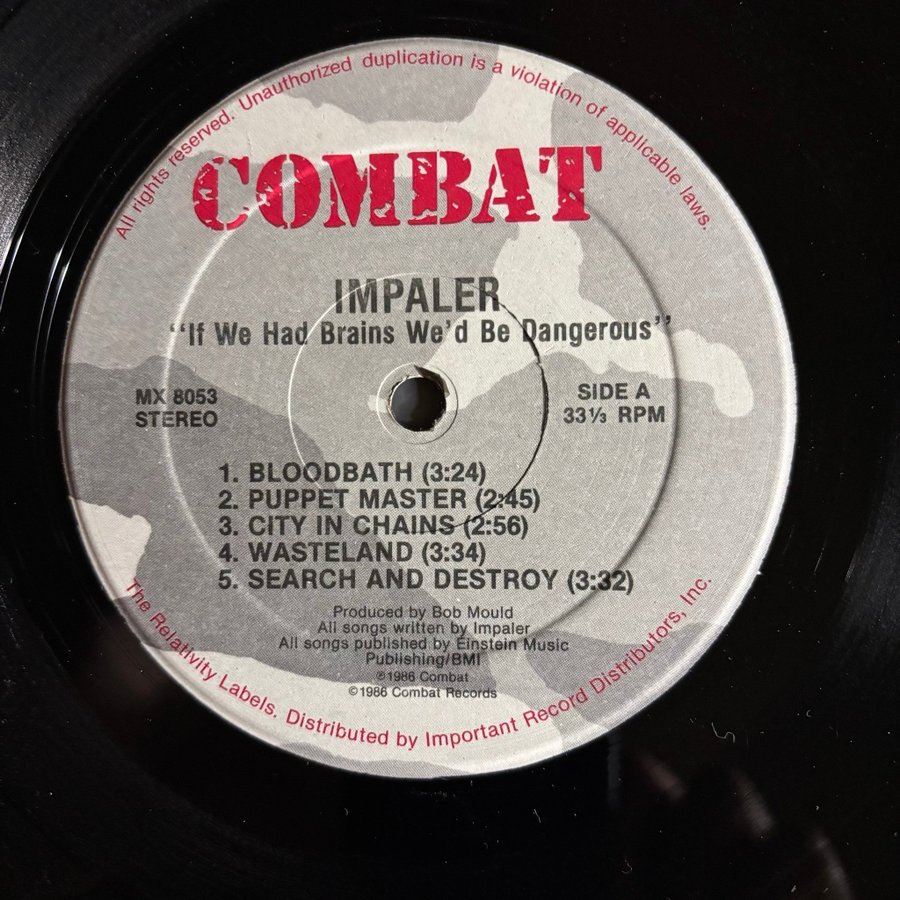 All rights reserved. Unauthorized duplication is a violation of applicable laws.
COMBAT
IMPALER
"If We Had Brains We'd Be Dangerous"
MX 8053
STEREO
SIDE A
33⅓ RPM
1. BLOODBATH (3:24)
2. PUPPET MASTER (2:45)
3. CITY IN CHAINS (2:56)
4. WASTELAND (3:34)
5. SEARCH AND DESTROY (3:32)
Produced by Bob Mould
All songs written by Impaler
All songs published by Einstein Music
Publishing/BMI
℗1986 Combat
©1986 Combat Records
The Relativity Labels. Distributed by Important Record Distributors, Inc.